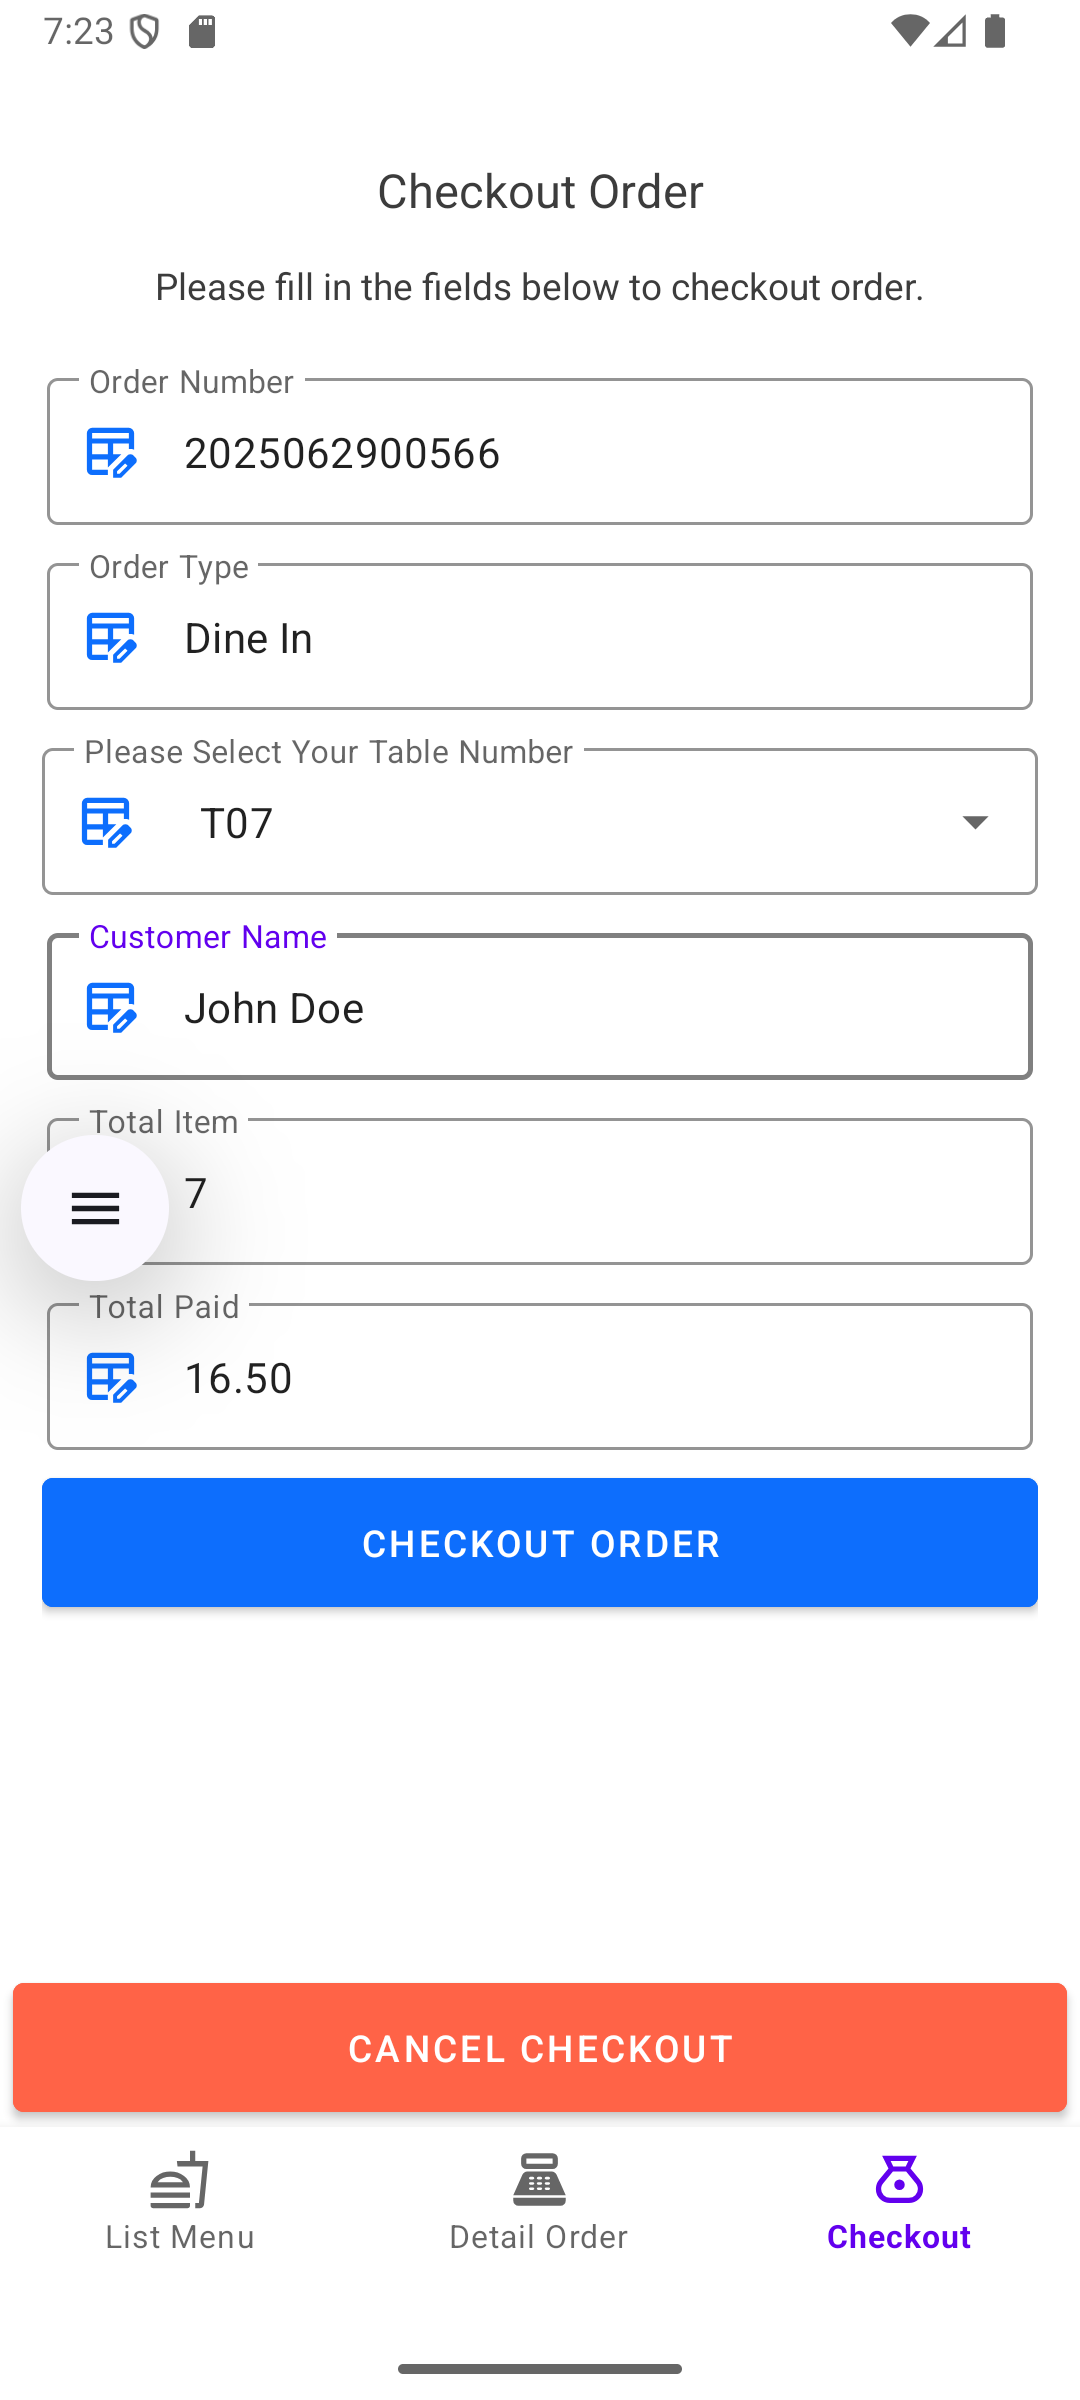 7:23
Checkout Order
Please fill in the fields below to checkout order.
Order Number
2025062900566
Order Type
Dine In
Please Select Your Table Number
T07
Customer Name
John Doe
Total Item
7
Total Paid
16.50
CHECKOUT ORDER
CANCEL CHECKOUT
List Menu
Detail Order
Checkout